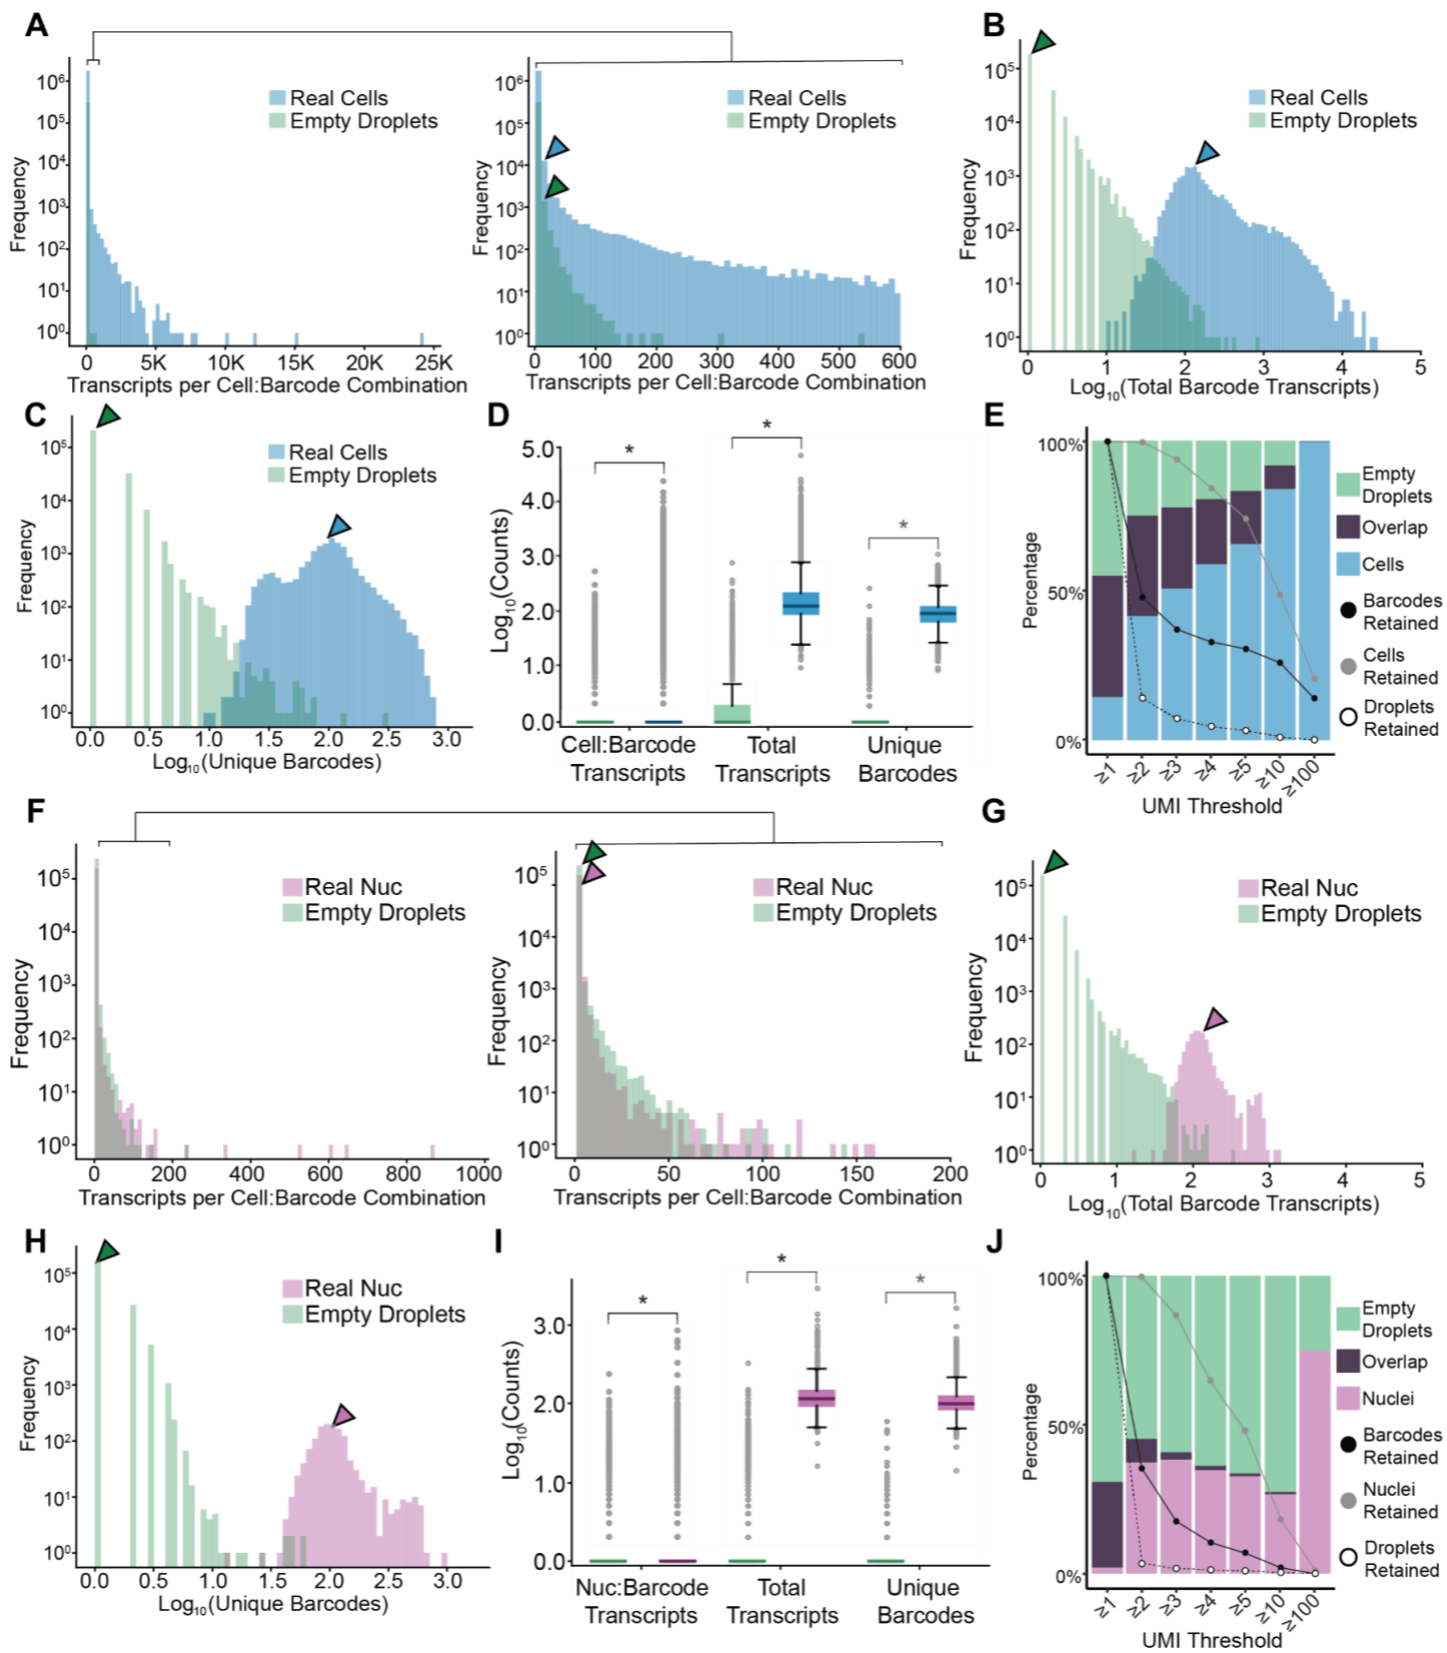 A
10⁶
10⁵
10⁴
10³
10²
10¹
10⁰
Frequency
Real Cells
Empty Droplets
0 5K 10K 15K 20K 25K
Transcripts per Cell:Barcode Combination
10⁶
10⁵
10⁴
10³
10²
10¹
10⁰
Frequency
Real Cells
Empty Droplets
0 100 200 300 400 500 600
Transcripts per Cell:Barcode Combination
B
10⁵
10⁴
10³
10²
10¹
10⁰
Frequency
Real Cells
Empty Droplets
0 1 2 3 4 5
Log₁₀(Total Barcode Transcripts)
C
10⁵
10⁴
10³
10²
10¹
10⁰
Frequency
Real Cells
Empty Droplets
0.0 0.5 1.0 1.5 2.0 2.5 3.0
Log₁₀(Unique Barcodes)
D
5.0
4.0
3.0
2.0
1.0
0.0
Log₁₀(Counts)
* * *
Cell:Barcode
Transcripts
Total
Transcripts
Unique
Barcodes
E
100%
50%
0%
Percentage
≥1 ≥2 ≥3 ≥4 ≥5 ≥10 ≥100
UMI Threshold
Empty
Droplets
Overlap
Cells
Barcodes
Retained
Cells
Retained
Droplets
Retained
F
10⁵
10⁴
10³
10²
10¹
10⁰
Frequency
Real Nuc
Empty Droplets
0 200 400 600 800 1000
Transcripts per Cell:Barcode Combination
10⁵
10⁴
10³
10²
10¹
10⁰
Frequency
Real Nuc
Empty Droplets
0 50 100 150 200
Transcripts per Cell:Barcode Combination
G
10⁵
10⁴
10³
10²
10¹
10⁰
Frequency
Real Nuc
Empty Droplets
0 1 2 3 4 5
Log₁₀(Total Barcode Transcripts)
H
10⁵
10⁴
10³
10²
10¹
10⁰
Frequency
Real Nuc
Empty Droplets
0.0 0.5 1.0 1.5 2.0 2.5 3.0
Log₁₀(Unique Barcodes)
I
3.0
2.0
1.0
0.0
Log₁₀(Counts)
* * *
Nuc:Barcode
Transcripts
Total
Transcripts
Unique
Barcodes
J
100%
50%
0%
Percentage
≥1 ≥2 ≥3 ≥4 ≥5 ≥10 ≥100
UMI Threshold
Empty
Droplets
Overlap
Nuclei
Barcodes
Retained
Nuclei
Retained
Droplets
Retained